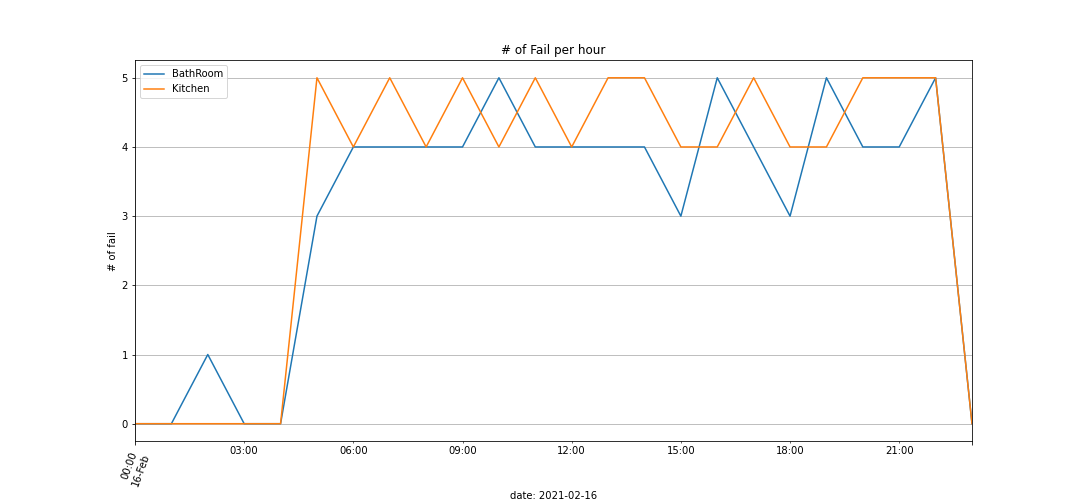 # of Fail per hour
BathRoom
Kitchen
# of fail
5
4
3
2
1
0
00:00
16-Feb
03:00
06:00
09:00
12:00
15:00
18:00
21:00
date: 2021-02-16